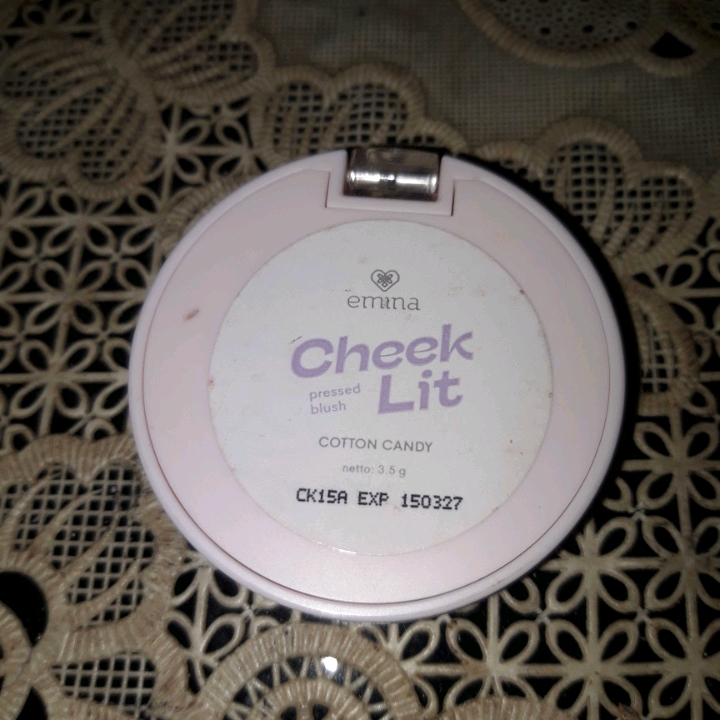 emina
Cheek
pressed
blush
Lit
COTTON CANDY
netto: 3.5 g
CK15A EXP 150327